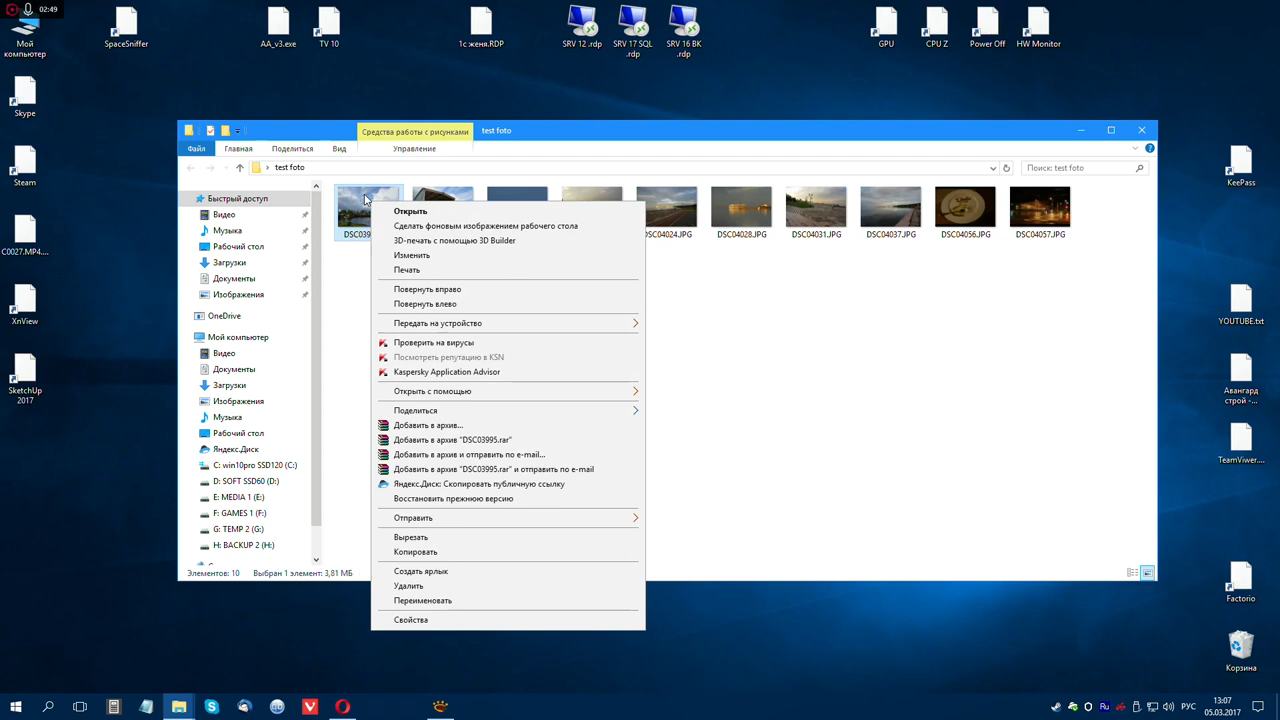 02:49
Мой
компьютер
SpaceSniffer
AA_v3.exe
TV 10
1c женя.RDP
SRV 12 .rdp
SRV 17 SQL
.rdp
SRV 16 BK
.rdp
GPU
CPU Z
Power Off
HW Monitor
Skype
Steam
C0027.MP4....
XnView
SketchUp
2017
KeePass
YOUTUBE.txt
Авангард
строй -...
TeamViwer....
Factorio
Корзина
Средства работы с рисунками
test foto
Файл
Главная
Поделиться
Вид
Управление
test foto
Поиск: test foto
Быстрый доступ
Видео
Музыка
Рабочий стол
Загрузки
Документы
Изображения
OneDrive
Мой компьютер
Видео
Документы
Загрузки
Изображения
Музыка
Рабочий стол
Яндекс.Диск
C: win10pro SSD120 (C:)
D: SOFT SSD60 (D:)
E: MEDIA 1 (E:)
F: GAMES 1 (F:)
G: TEMP 2 (G:)
H: BACKUP 2 (H:)
DSC039
DSC04024.JPG
DSC04028.JPG
DSC04031.JPG
DSC04037.JPG
DSC04056.JPG
DSC04057.JPG
Открыть
Сделать фоновым изображением рабочего стола
3D-печать с помощью 3D Builder
Изменить
Печать
Повернуть вправо
Повернуть влево
Передать на устройство
Проверить на вирусы
Посмотреть репутацию в KSN
Kaspersky Application Advisor
Открыть с помощью
Поделиться
Добавить в архив...
Добавить в архив "DSC03995.rar"
Добавить в архив и отправить по e-mail...
Добавить в архив "DSC03995.rar" и отправить по e-mail
Яндекс.Диск: Скопировать публичную ссылку
Восстановить прежнюю версию
Отправить
Вырезать
Копировать
Создать ярлык
Удалить
Переименовать
Свойства
Элементов: 10
Выбран 1 элемент: 3,81 МБ
Ru
РУС
13:07
05.03.2017